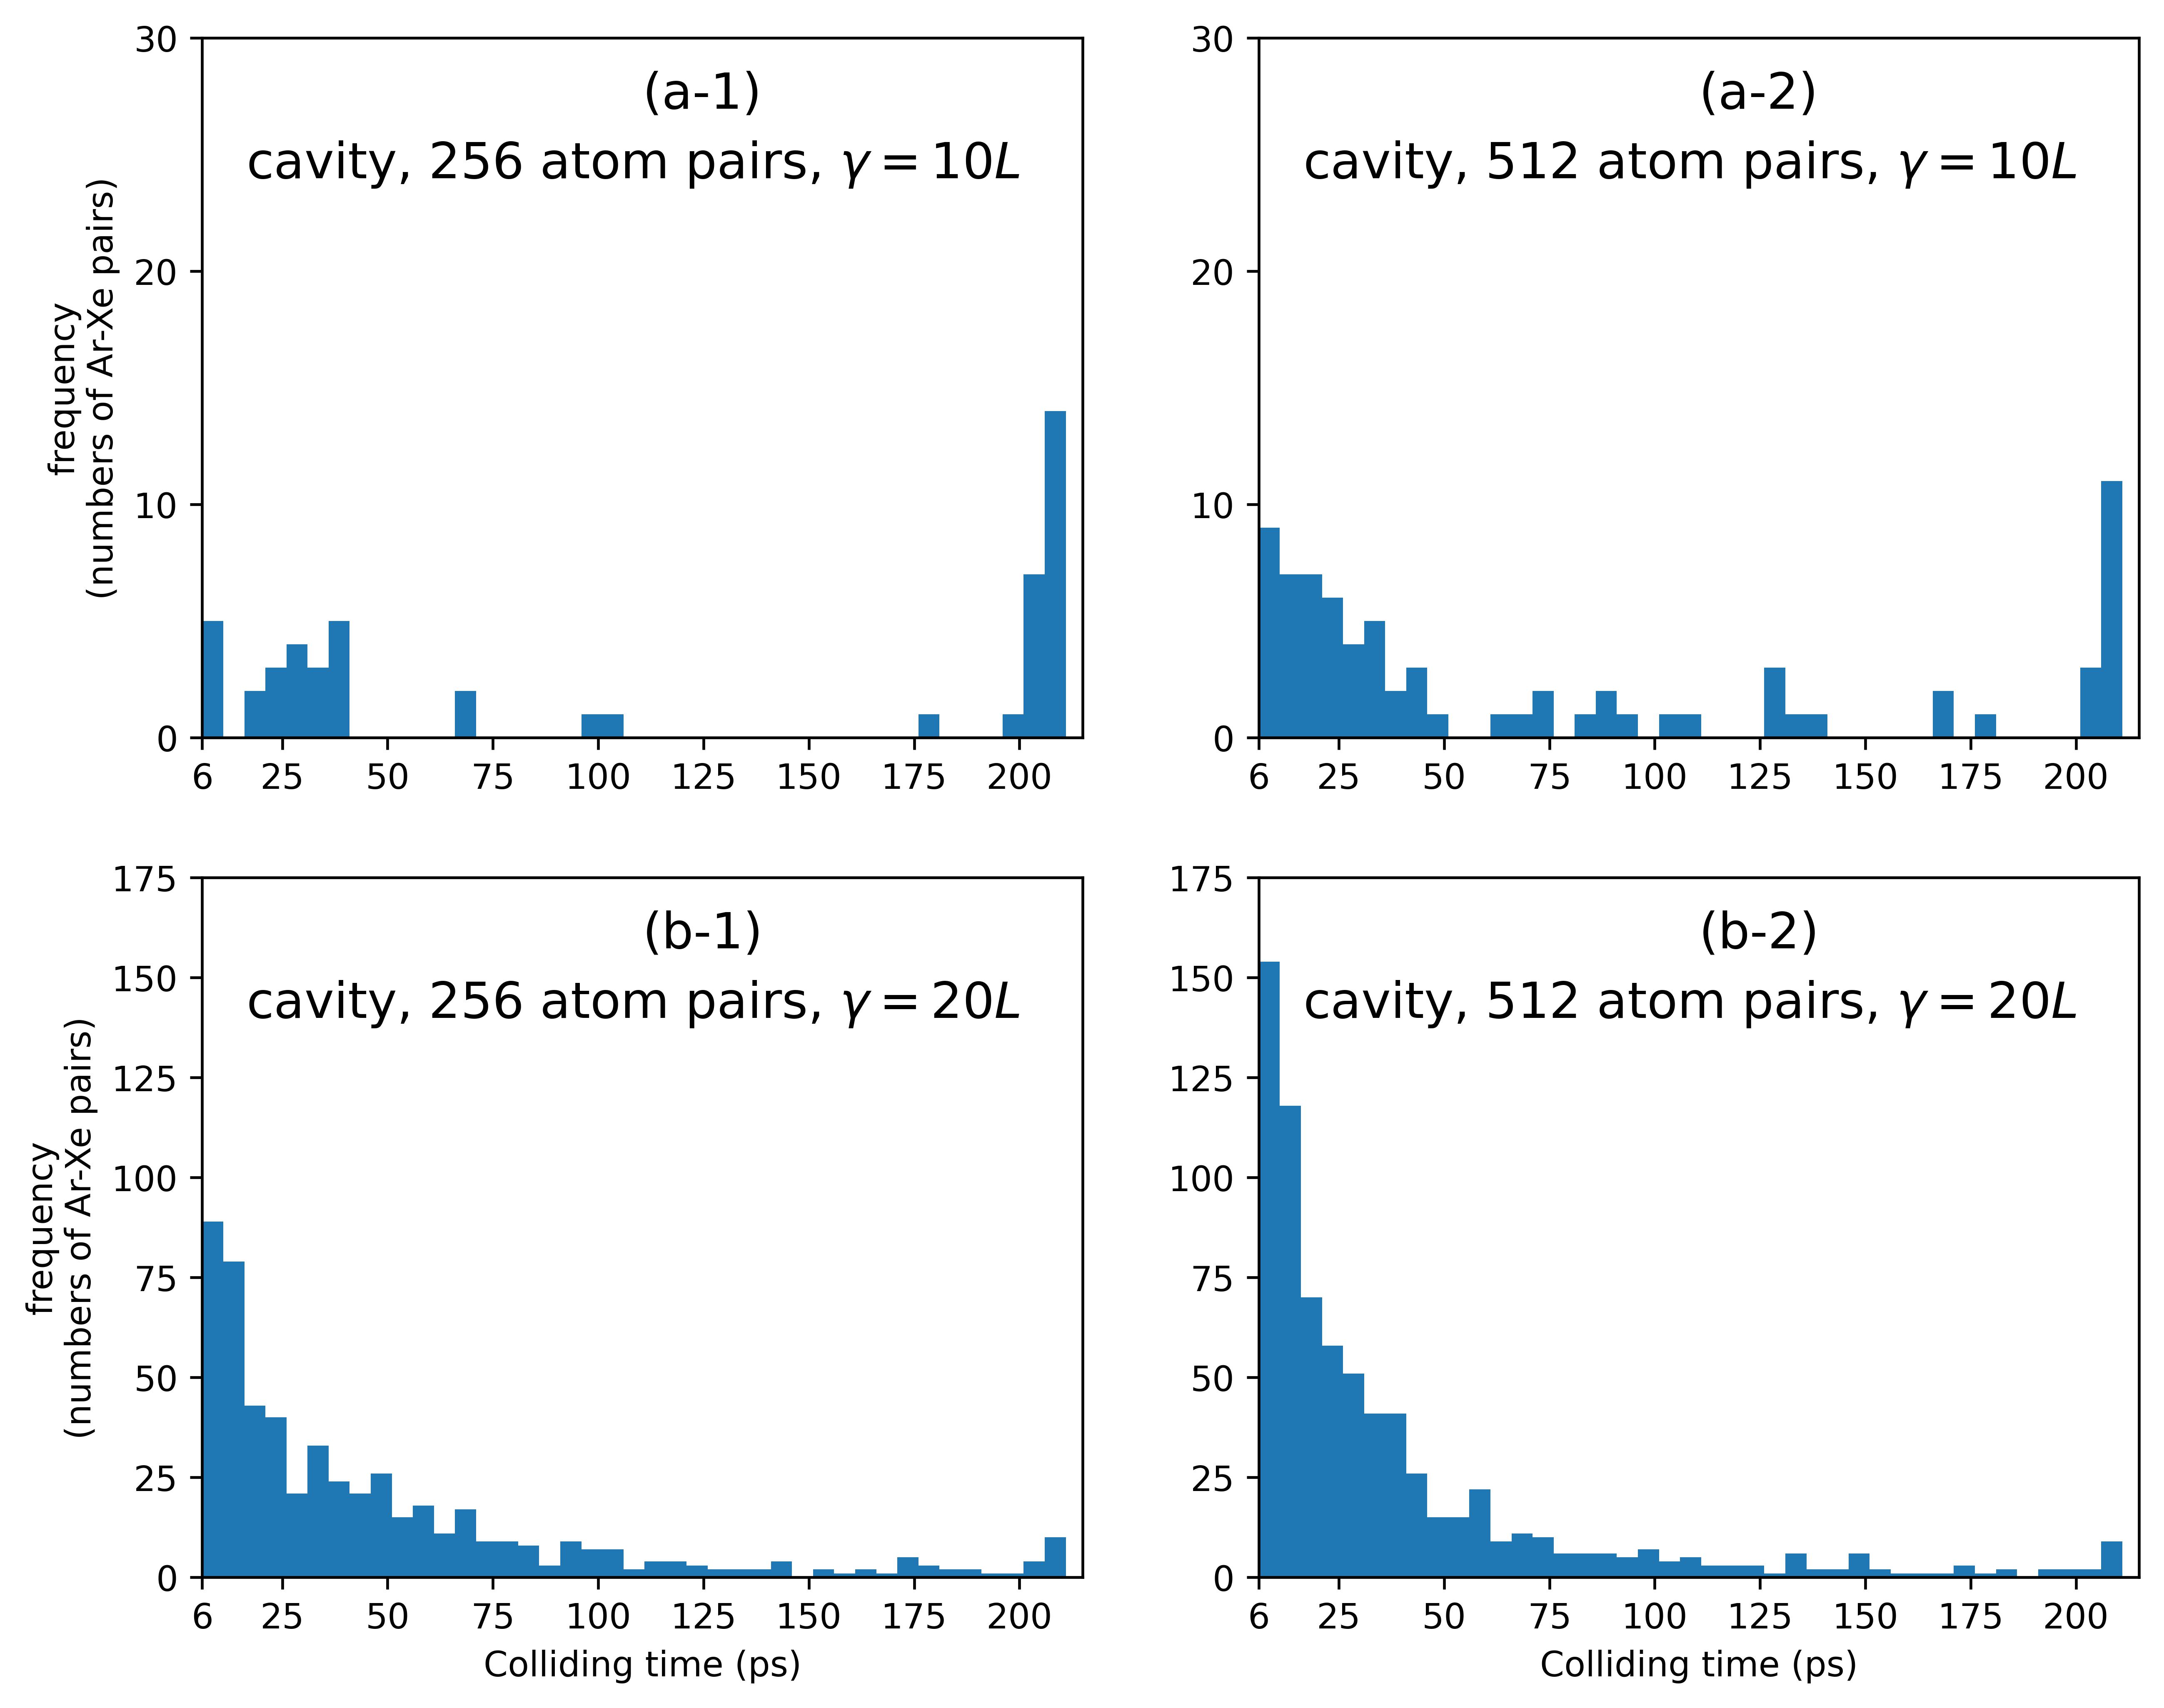 30
20
10
0
frequency
(numbers of Ar-Xe pairs)
(a-1)
cavity, 256 atom pairs, γ = 10L
6 25 50 75 100 125 150 175 200
30
20
10
0
(a-2)
cavity, 512 atom pairs, γ = 10L
6 25 50 75 100 125 150 175 200
175
150
125
100
75
50
25
0
frequency
(numbers of Ar-Xe pairs)
(b-1)
cavity, 256 atom pairs, γ = 20L
6 25 50 75 100 125 150 175 200
Colliding time (ps)
175
150
125
100
75
50
25
0
(b-2)
cavity, 512 atom pairs, γ = 20L
6 25 50 75 100 125 150 175 200
Colliding time (ps)